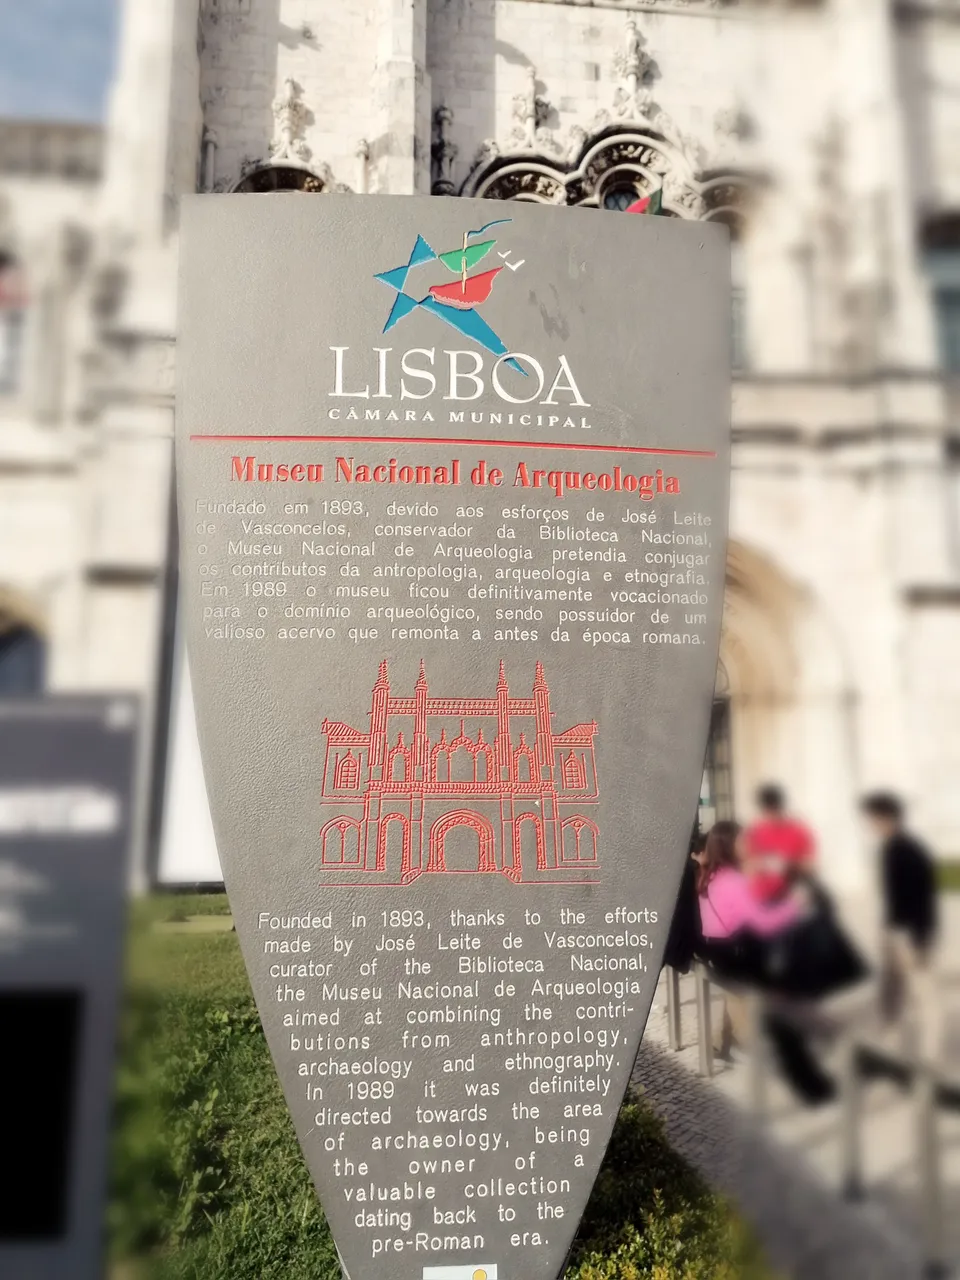 LISBOA
CÂMARA MUNICIPAL
Museu Nacional de Arqueologia
Fundado em 1893, devido aos esforços de José Leite
de Vasconcelos, conservador da Biblioteca Nacional,
o Museu Nacional de Arqueologia pretendia conjugar
os contributos da antropologia, arqueologia e etnografia.
Em 1989 o museu ficou definitivamente vocacionado
para o domínio arqueológico, sendo possuidor de um
valioso acervo que remonta a antes da época romana.
Founded in 1893, thanks to the efforts
made by José Leite de Vasconcelos,
curator of the Biblioteca Nacional,
the Museu Nacional de Arqueologia
aimed at combining the contri-
butions from anthropology,
archaeology and ethnography.
In 1989 it was definitely
directed towards the area
of archaeology, being
the owner of a
valuable collection
dating back to the
pre-Roman era.